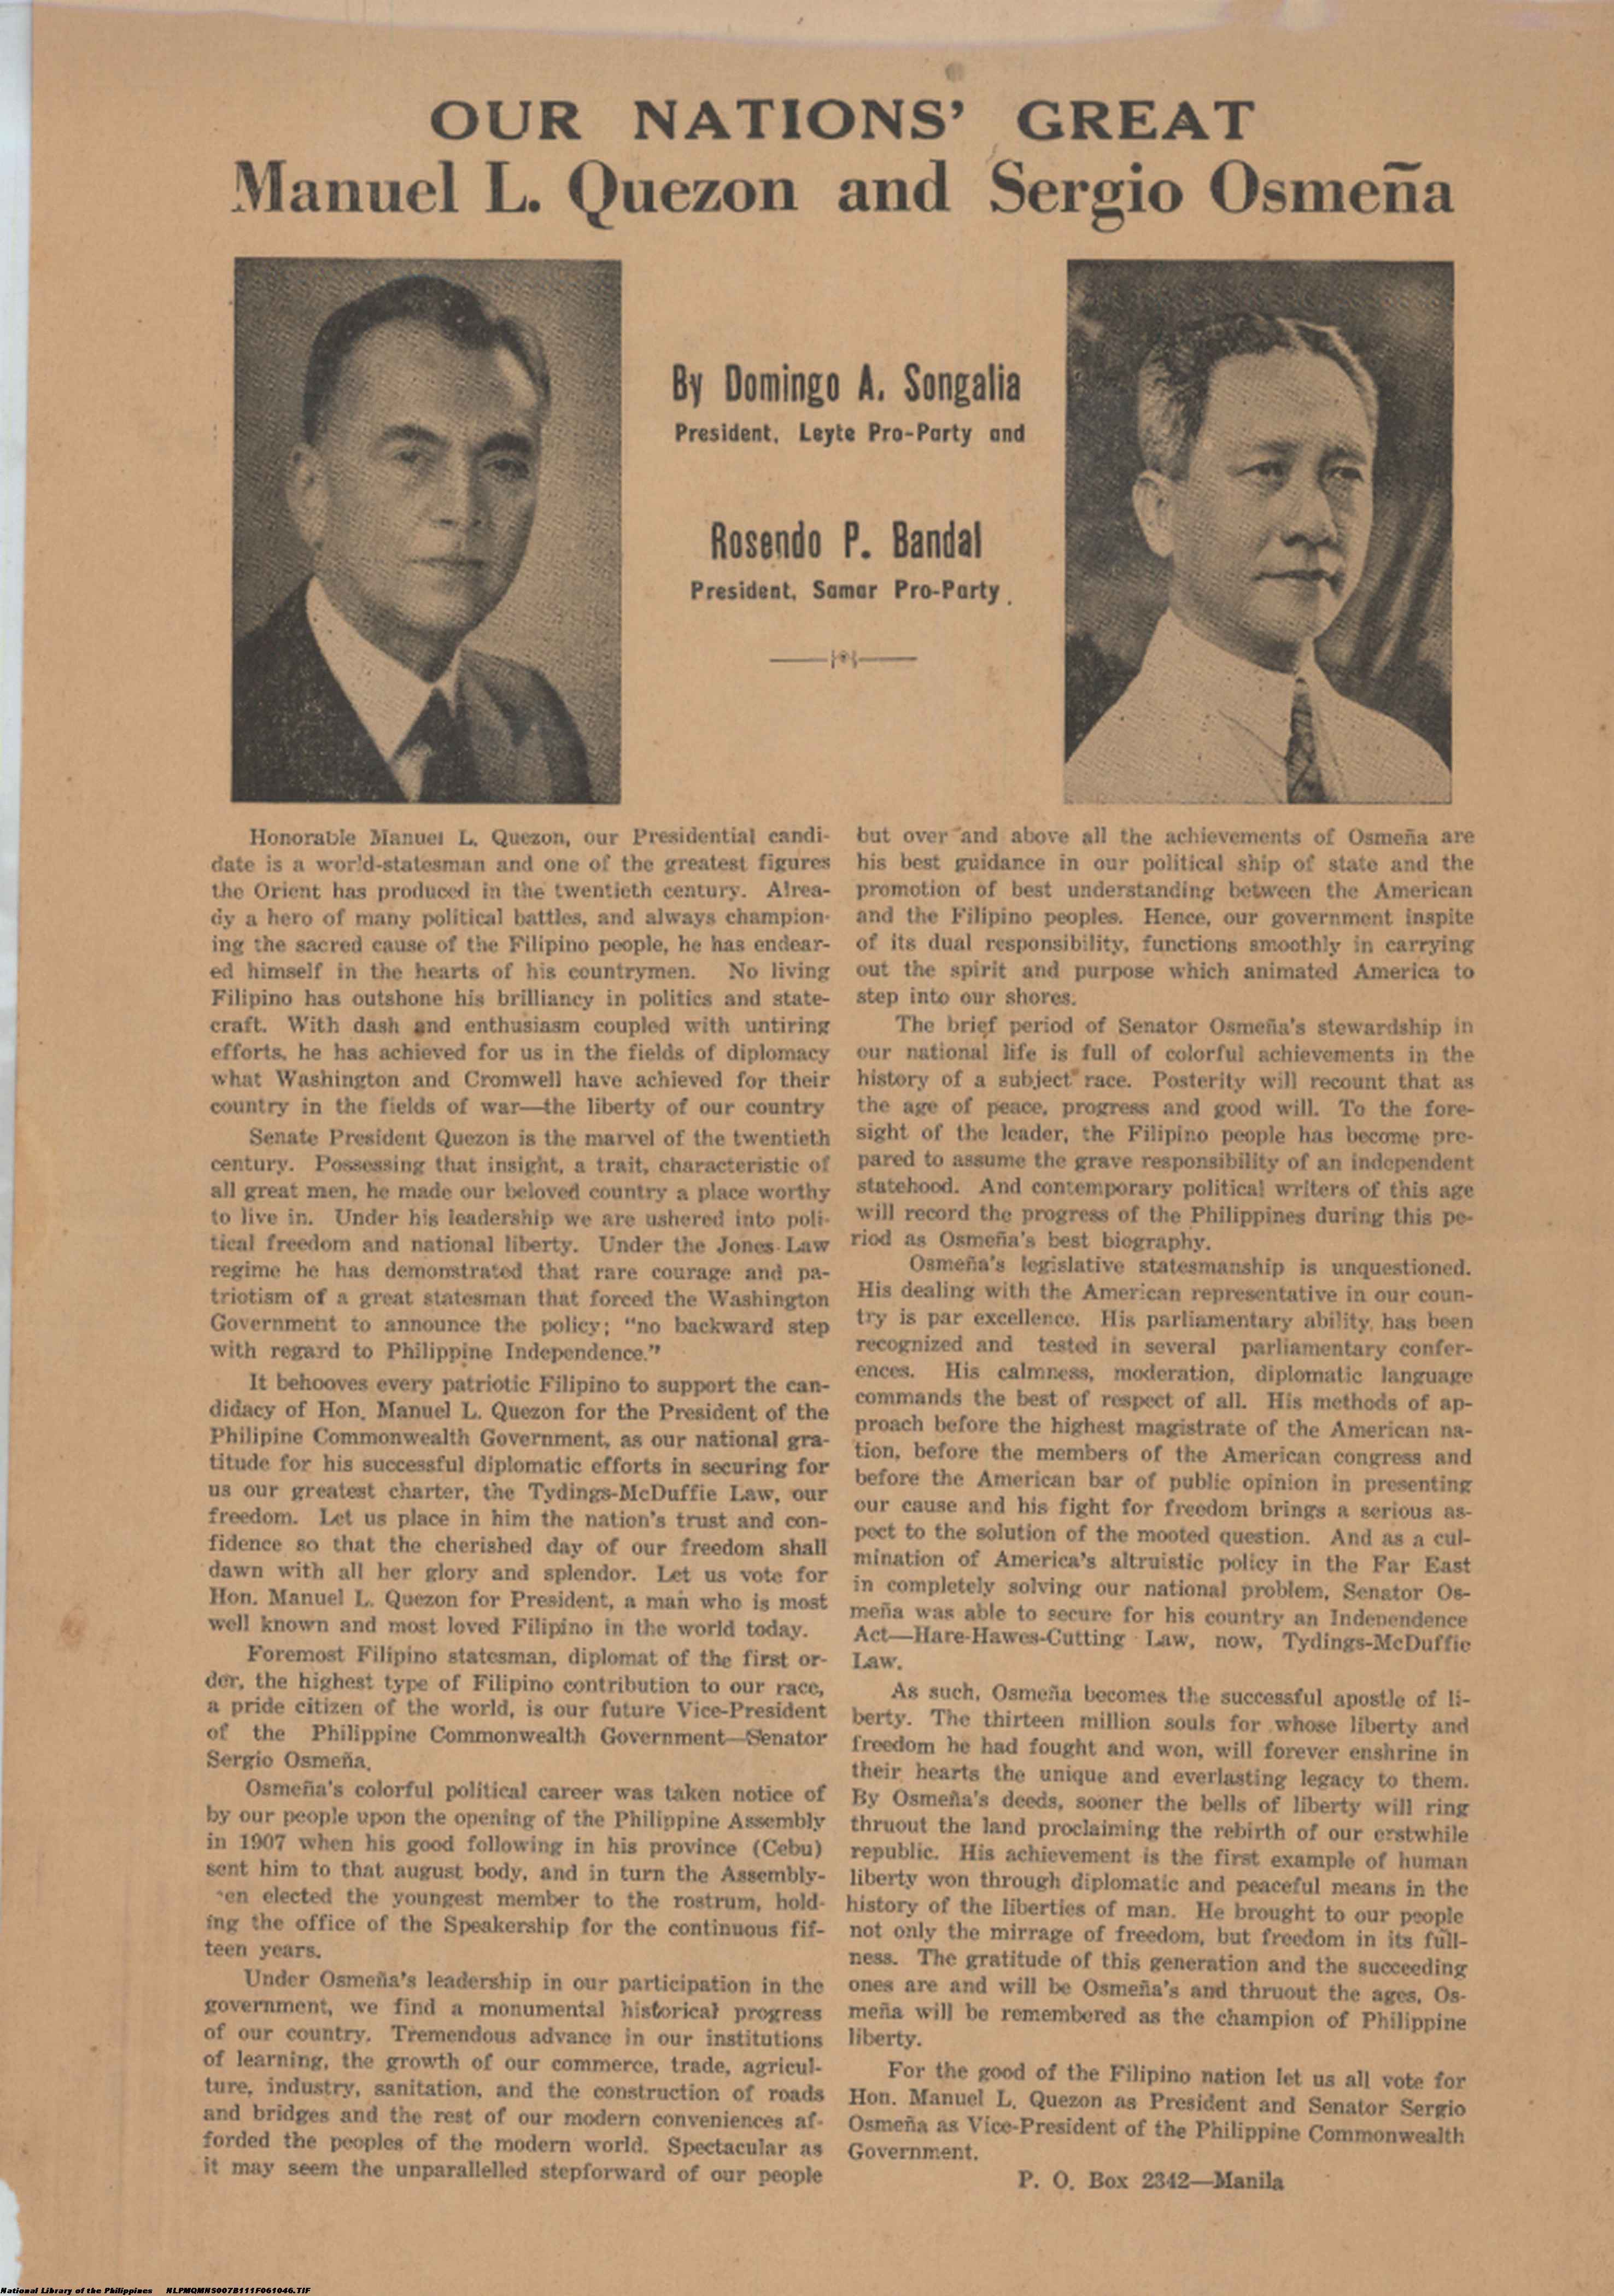 OUR NATIONS' GREAT
Manuel L. Quezon and Sergio Osmeña
By Domingo A. Songalia
President, Leyte Pro-Party and
Rosendo P. Bandal
President, Samar Pro-Party.
Honorable Manuel L. Quezon, our Presidential candi-
date is a world-statesman and one of the greatest figures
the Orient has produced in the twentieth century. Alrea-
dy a hero of many political battles, and always champion-
ing the sacred cause of the Filipino people, he has endear-
ed himself in the hearts of his countrymen. No living
Filipino has outshone his brilliancy in politics and state-
craft. With dash and enthusiasm coupled with untiring
efforts, he has achieved for us in the fields of diplomacy
what Washington and Cromwell have achieved for their
country in the fields of war—the liberty of our country
Senate President Quezon is the marvel of the twentieth
century. Possessing that insight, a trait, characteristic of
all great men, he made our beloved country a place worthy
to live in. Under his leadership we are ushered into poli-
tical freedom and national liberty. Under the Jones Law
regime he has demonstrated that rare courage and pa-
triotism of a great statesman that forced the Washington
Government to announce the policy; "no backward step
with regard to Philippine Independence."
It behooves every patriotic Filipino to support the can-
didacy of Hon. Manuel L. Quezon for the President of the
Philipine Commonwealth Government, as our national gra-
titude for his successful diplomatic efforts in securing for
us our greatest charter, the Tydings-McDuffie Law, our
freedom. Let us place in him the nation's trust and con-
fidence so that the cherished day of our freedom shall
dawn with all her glory and splendor. Let us vote for
Hon. Manuel L. Quezon for President, a man who is most
well known and most loved Filipino in the world today.
Foremost Filipino statesman, diplomat of the first or-
der, the highest type of Filipino contribution to our race,
a pride citizen of the world, is our future Vice-President
of the Philippine Commonwealth Government—Senator
Sergio Osmeña.
Osmeña's colorful political career was taken notice of
by our people upon the opening of the Philippine Assembly
in 1907 when his good following in his province (Cebu)
sent him to that august body, and in turn the Assembly-
en elected the youngest member to the rostrum, hold-
ing the office of the Speakership for the continuous fif-
teen years.
Under Osmeña's leadership in our participation in the
government, we find a monumental historical progress
of our country. Tremendous advance in our institutions
of learning, the growth of our commerce, trade, agricul-
ture, industry, sanitation, and the construction of roads
and bridges and the rest of our modern conveniences af-
forded the peoples of the modern world. Spectacular as
it may seem the unparallelled stepforward of our people
but over and above all the achievements of Osmeña are
his best guidance in our political ship of state and the
promotion of best understanding between the American
and the Filipino peoples. Hence, our government inspite
of its dual responsibility, functions smoothly in carrying
out the spirit and purpose which animated America to
step into our shores.
The brief period of Senator Osmeña's stewardship in
our national life is full of colorful achievements in the
history of a subject race. Posterity will recount that as
the age of peace, progress and good will. To the fore-
sight of the leader, the Filipino people has become pre-
pared to assume the grave responsibility of an independent
statehood. And contemporary political writers of this age
will record the progress of the Philippines during this pe-
riod as Osmeña's best biography.
Osmeña's legislative statesmanship is unquestioned.
His dealing with the American representative in our coun-
try is par excellence. His parliamentary ability has been
recognized and tested in several parliamentary confer-
ences. His calmness, moderation, diplomatic language
commands the best of respect of all. His methods of ap-
proach before the highest magistrate of the American na-
tion, before the members of the American congress and
before the American bar of public opinion in presenting
our cause and his fight for freedom brings a serious as-
pect to the solution of the mooted question. And as a cul-
mination of America's altruistic policy in the Far East
in completely solving our national problem, Senator Os-
meña was able to secure for his country an Independence
Act—Hare-Hawes-Cutting Law, now, Tydings-McDuffie
Law.
As such, Osmeña becomes the successful apostle of li-
berty. The thirteen million souls for whose liberty and
freedom he had fought and won, will forever enshrine in
their hearts the unique and everlasting legacy to them.
By Osmeña's deeds, sooner the bells of liberty will ring
thruout the land proclaiming the rebirth of our erstwhile
republic. His achievement is the first example of human
liberty won through diplomatic and peaceful means in the
history of the liberties of man. He brought to our people
not only the mirrage of freedom, but freedom in its full-
ness. The gratitude of this generation and the succeeding
ones are and will be Osmeña's and thruout the ages, Os-
meña will be remembered as the champion of Philippine
liberty.
For the good of the Filipino nation let us all vote for
Hon. Manuel L. Quezon as President and Senator Sergio
Osmeña as Vice-President of the Philippine Commonwealth
Government.
P. O. Box 2342—Manila
National Library of the Philippines NLPMQMNS007B111F061046.TIF